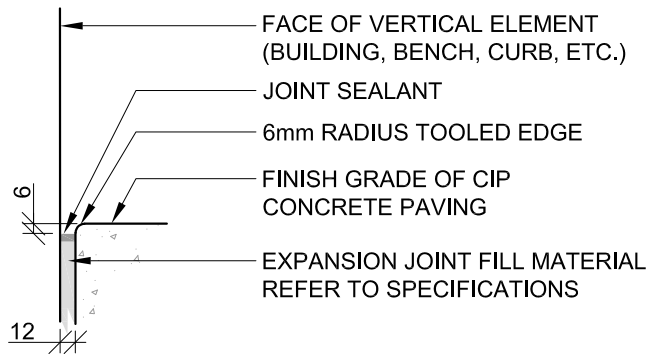 FACE OF VERTICAL ELEMENT
(BUILDING, BENCH, CURB, ETC.)
JOINT SEALANT
6mm RADIUS TOOLED EDGE
FINISH GRADE OF CIP
CONCRETE PAVING
6
EXPANSION JOINT FILL MATERIAL
REFER TO SPECIFICATIONS
12